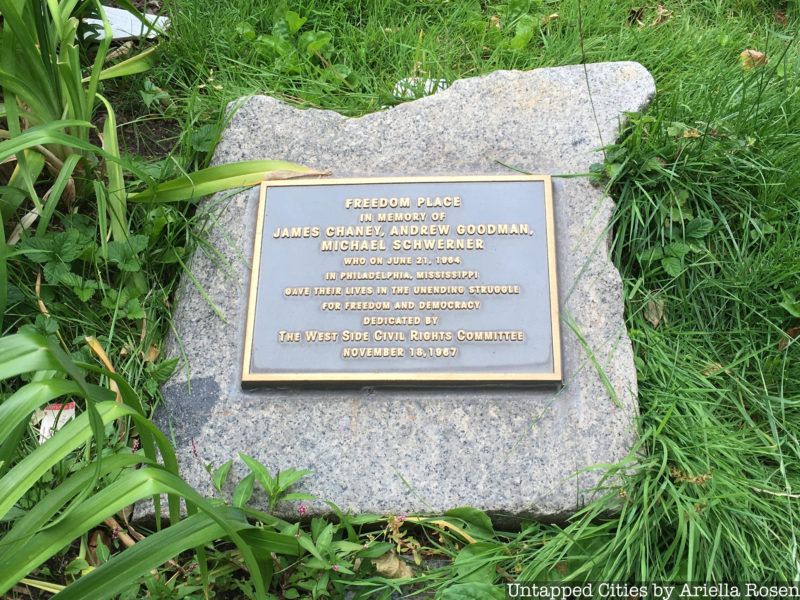 FREEDOM PLACE
IN MEMORY OF
JAMES CHANEY, ANDREW GOODMAN,
MICHAEL SCHWERNER
WHO ON JUNE 21, 1964
IN PHILADELPHIA, MISSISSIPPI
GAVE THEIR LIVES IN THE UNENDING STRUGGLE
FOR FREEDOM AND DEMOCRACY
DEDICATED BY
THE WEST SIDE CIVIL RIGHTS COMMITTEE
NOVEMBER 18, 1967
Untapped Cities by Ariella Rosen